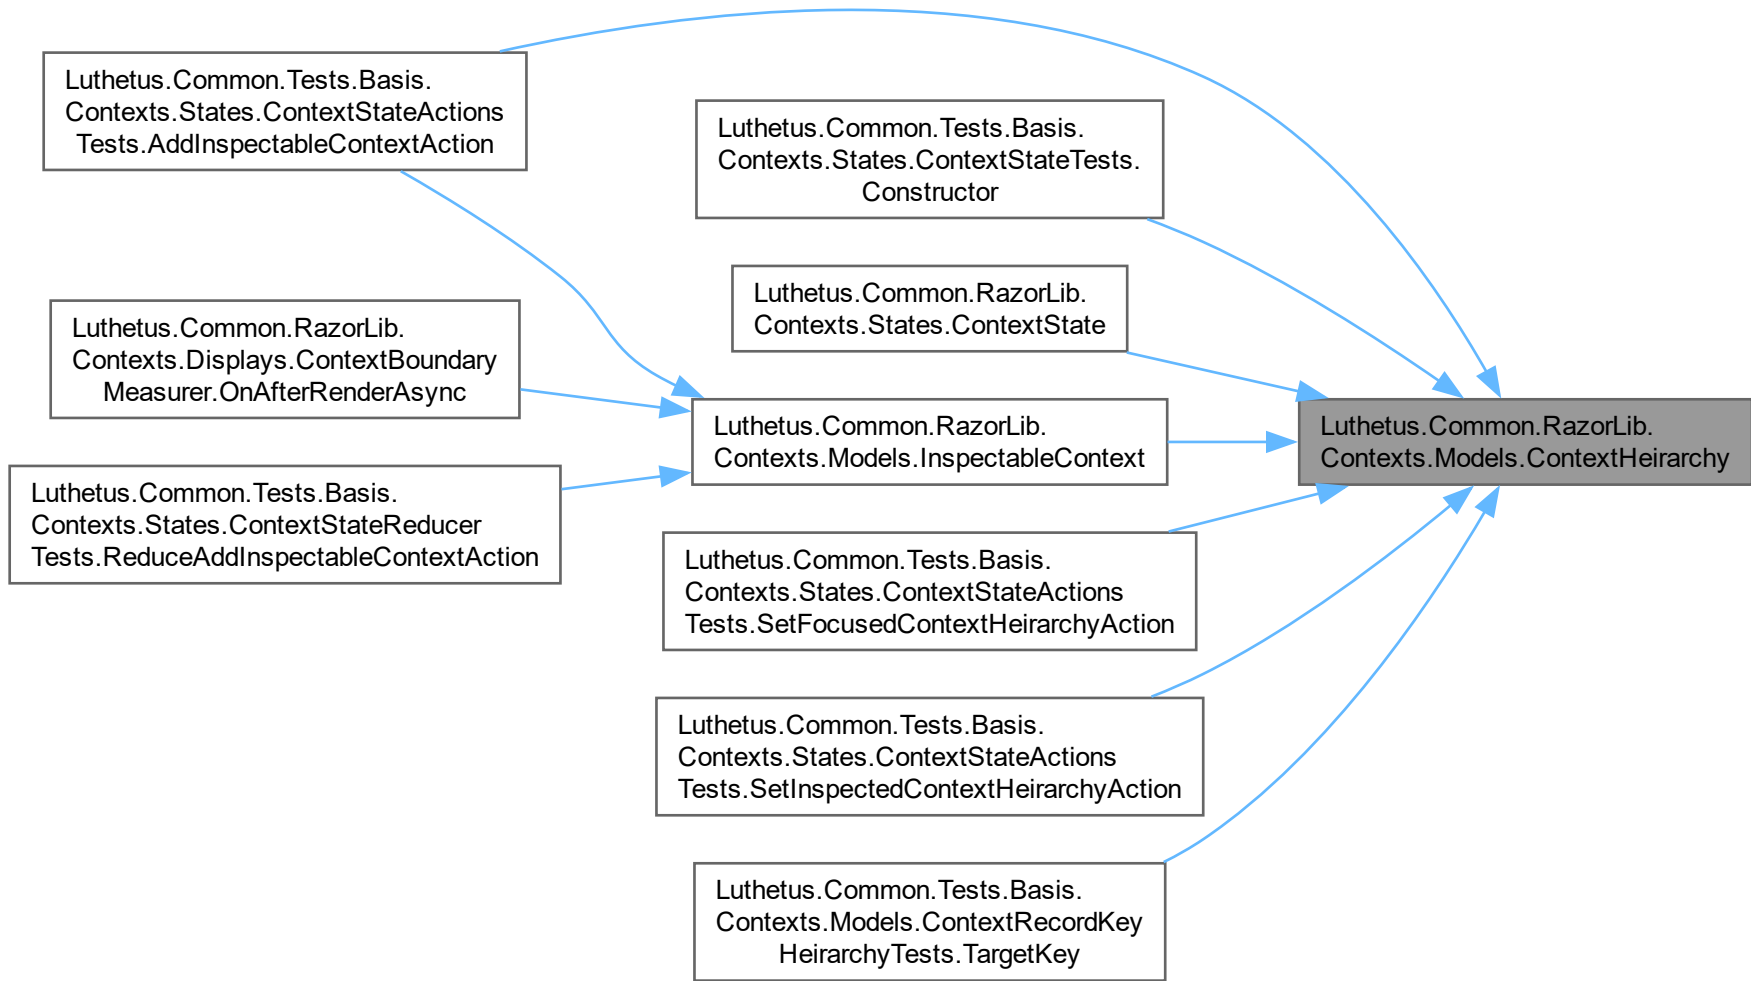 Luthetus.Common.Tests.Basis.
Contexts.States.ContextStateActions
Tests.AddInspectableContextAction
Luthetus.Common.RazorLib.
Contexts.Displays.ContextBoundary
Measurer.OnAfterRenderAsync
Luthetus.Common.Tests.Basis.
Contexts.States.ContextStateReducer
Tests.ReduceAddInspectableContextAction
Luthetus.Common.Tests.Basis.
Contexts.States.ContextStateTests.
Constructor
Luthetus.Common.RazorLib.
Contexts.States.ContextState
Luthetus.Common.RazorLib.
Contexts.Models.InspectableContext
Luthetus.Common.Tests.Basis.
Contexts.States.ContextStateActions
Tests.SetFocusedContextHeirarchyAction
Luthetus.Common.Tests.Basis.
Contexts.States.ContextStateActions
Tests.SetInspectedContextHeirarchyAction
Luthetus.Common.Tests.Basis.
Contexts.Models.ContextRecordKey
HeirarchyTests.TargetKey
Luthetus.Common.RazorLib.
Contexts.Models.ContextHeirarchy